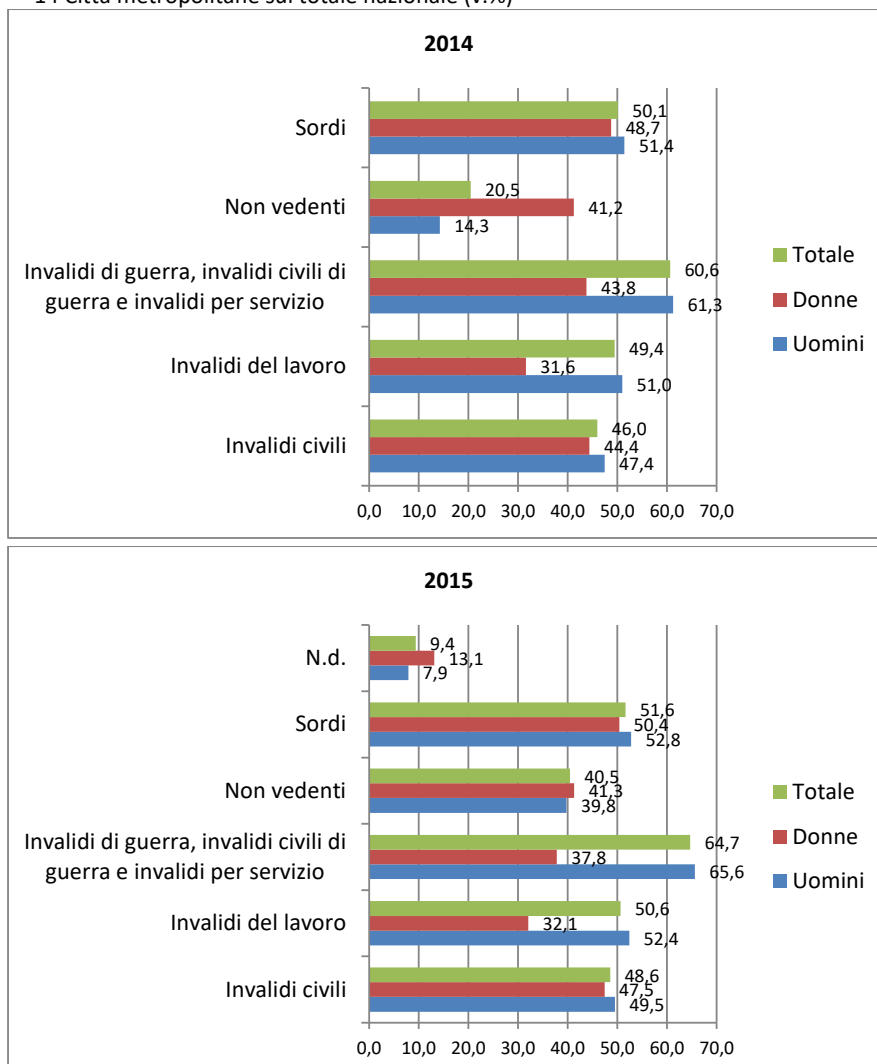 14 Città metropolitane sul totale nazionale (v.%)
2014
Sordi
50,1
48,7
51,4
Non vedenti
20,5
41,2
14,3
Invalidi di guerra, invalidi civili di
guerra e invalidi per servizio
60,6
43,8
61,3
Invalidi del lavoro
49,4
31,6
51,0
Invalidi civili
46,0
44,4
47,4
Totale
Donne
Uomini
0,0 10,0 20,0 30,0 40,0 50,0 60,0 70,0
2015
N.d.
9,4
13,1
7,9
Sordi
51,6
50,4
52,8
Non vedenti
40,5
41,3
39,8
Invalidi di guerra, invalidi civili di
guerra e invalidi per servizio
64,7
37,8
65,6
Invalidi del lavoro
50,6
32,1
52,4
Invalidi civili
48,6
47,5
49,5
Totale
Donne
Uomini
0,0 10,0 20,0 30,0 40,0 50,0 60,0 70,0